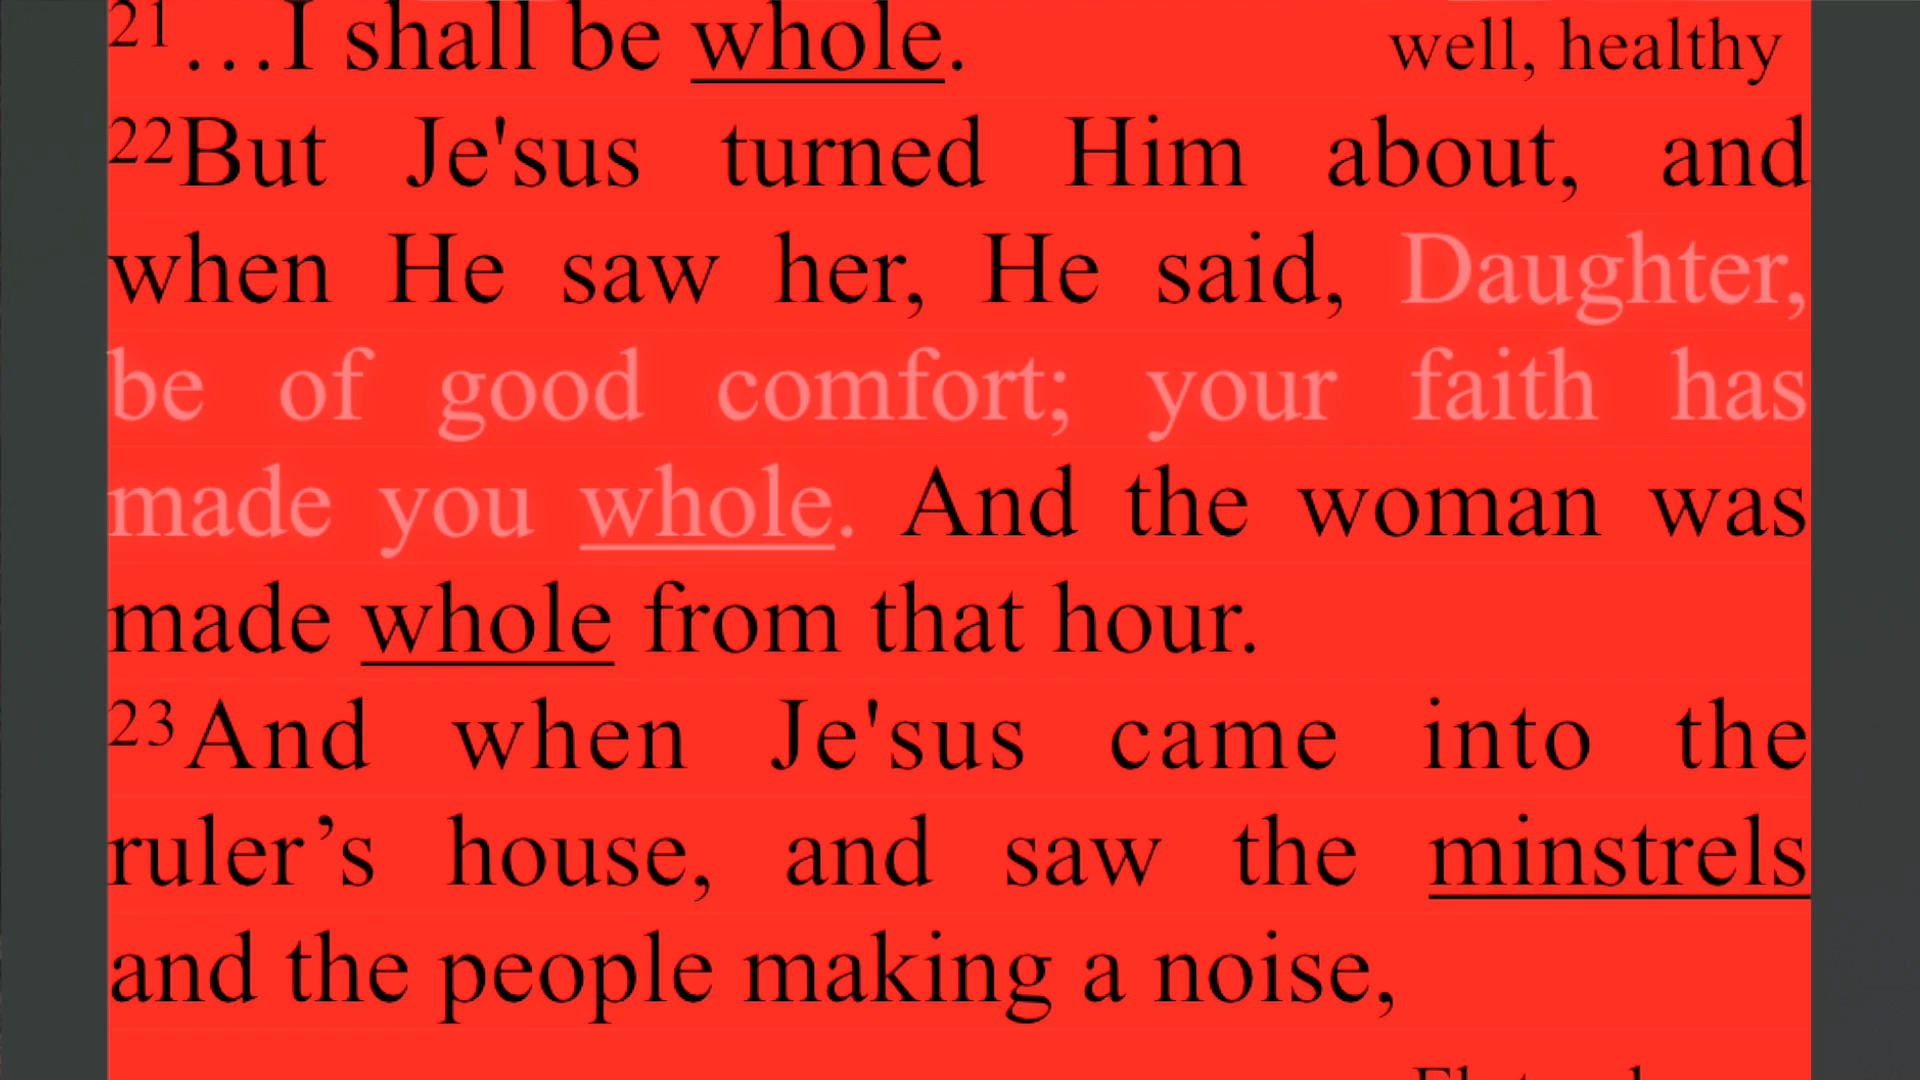 21…I shall be whole. well, healthy
22But Je'sus turned Him about, and
when He saw her, He said, Daughter,
be of good comfort; your faith has
made you whole. And the woman was
made whole from that hour.
23And when Je'sus came into the
ruler’s house, and saw the minstrels
and the people making a noise,